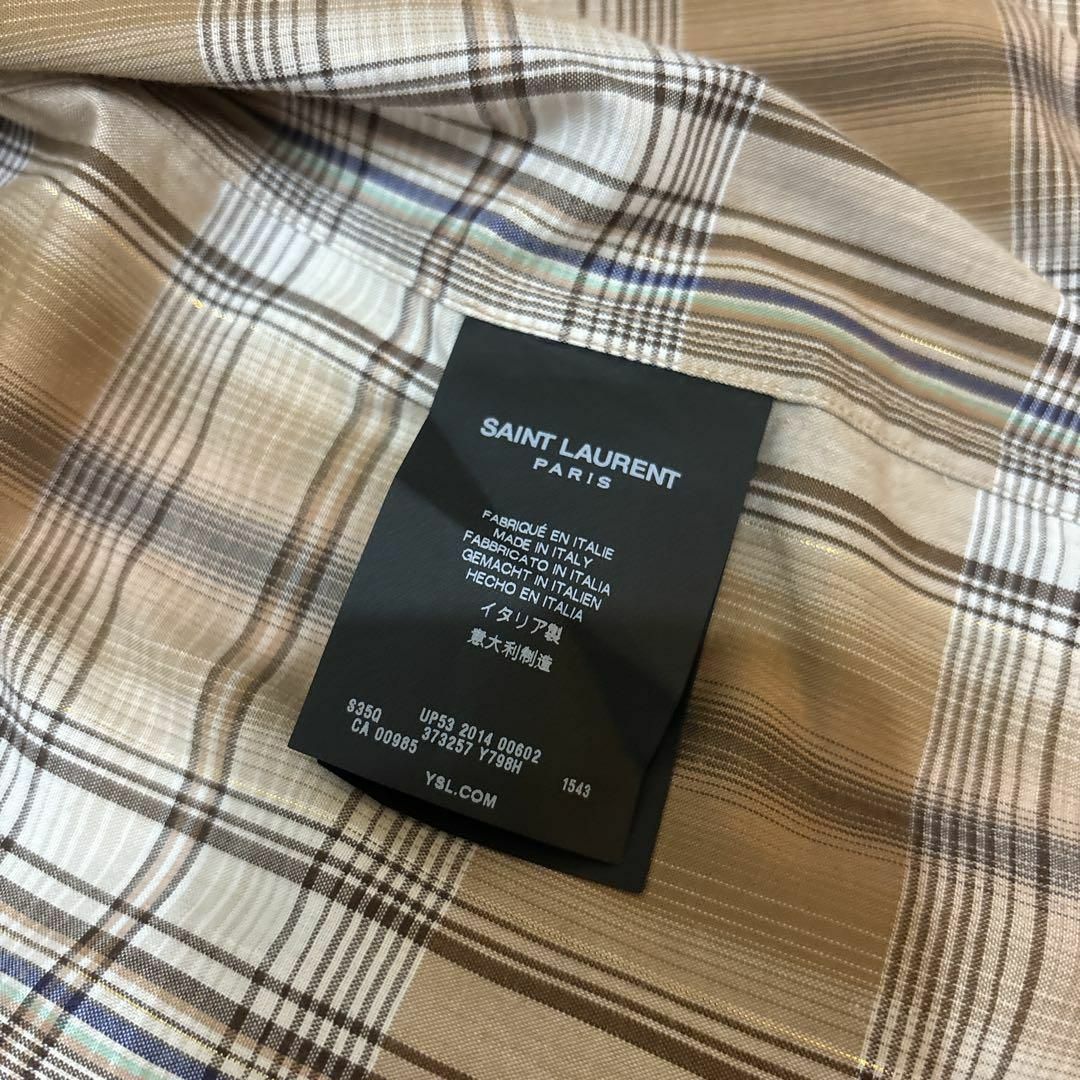 SAINT LAURENT
PARIS
FABRIQUÉ EN ITALIE
MADE IN ITALY
FABBRICATO IN ITALIA
GEMACHT IN ITALIEN
HECHO EN ITALIA
イタリア製
意大利制造
S35Q UP53 2014 00602
CA 00985 373257 Y798H 1543
YSL.COM